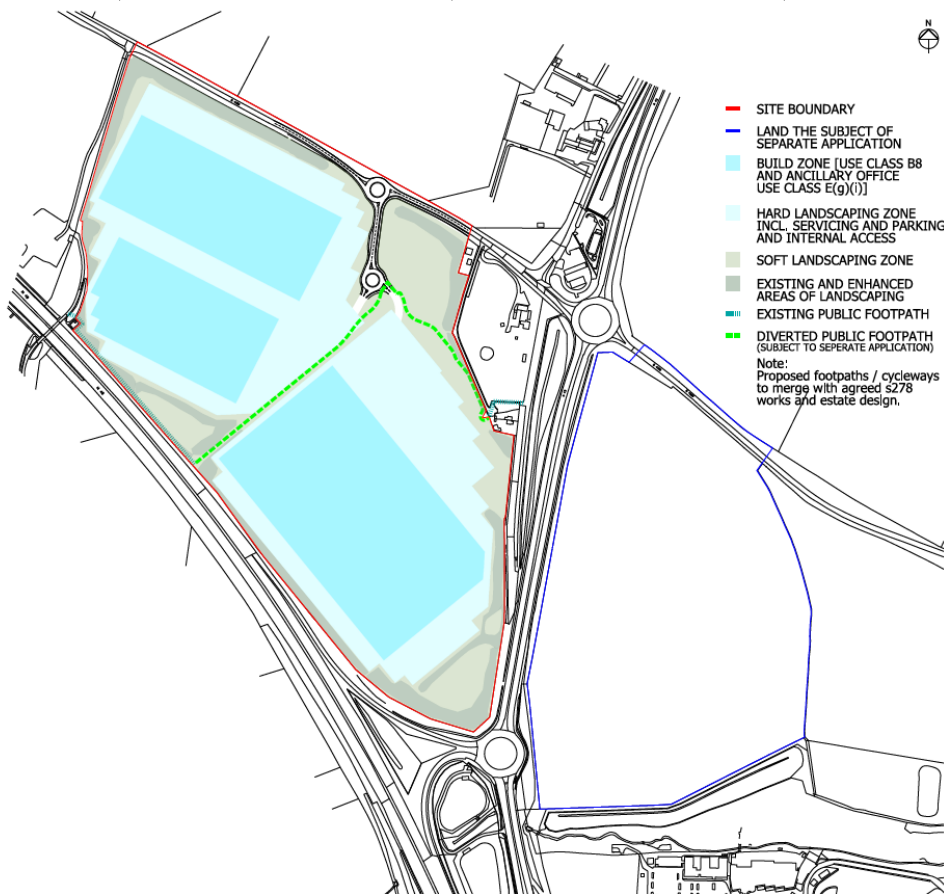 N
SITE BOUNDARY
LAND THE SUBJECT OF
SEPARATE APPLICATION
BUILD ZONE [USE CLASS B8
AND ANCILLARY OFFICE
USE CLASS E(g)(i)]
HARD LANDSCAPING ZONE
INCL. SERVICING AND PARKING
AND INTERNAL ACCESS
SOFT LANDSCAPING ZONE
EXISTING AND ENHANCED
AREAS OF LANDSCAPING
EXISTING PUBLIC FOOTPATH
DIVERTED PUBLIC FOOTPATH
(SUBJECT TO SEPERATE APPLICATION)
Note:
Proposed footpaths / cycleways
to merge with agreed s278
works and estate design.